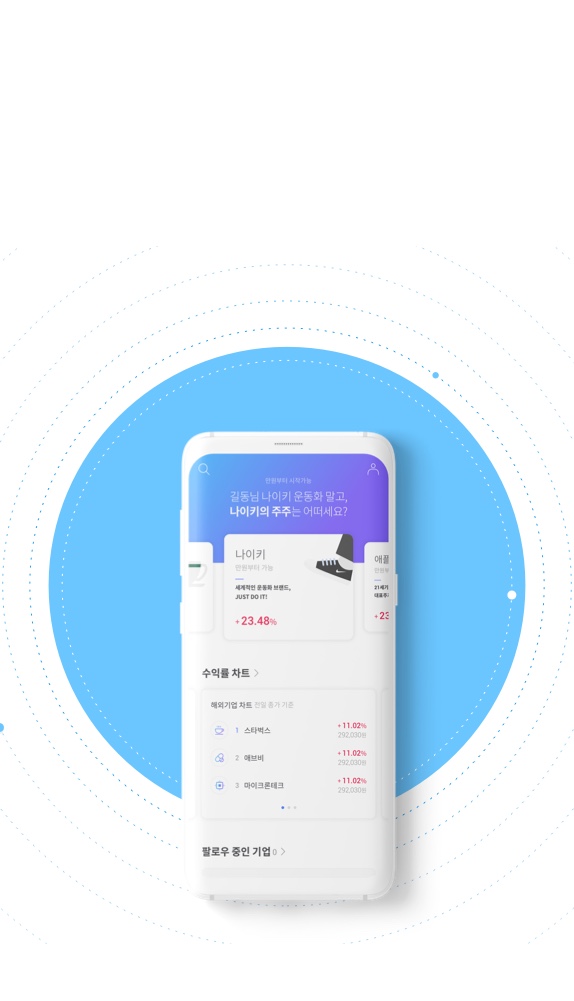 만원부터 시작가능
길동님 나이키 운동화 말고,
나이키의 주주는 어떠세요?
나이키
만원부터 가능
세계적인 운동화 브랜드,
JUST DO IT!
+ 23.48%
애플
만원부
21세기
대표주
+ 23
수익률 차트 >
해외기업 차트 전일 종가 기준
1 스타벅스 + 11.02%
292,030원
2 애브비 + 11.02%
292,030원
3 마이크론테크 + 11.02%
292,030원
팔로우 중인 기업 0 >